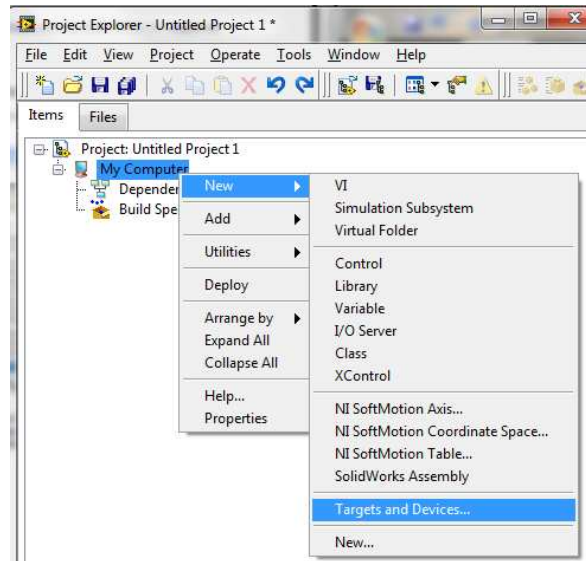 Project Explorer - Untitled Project 1 *
File Edit View Project Operate Tools Window Help
Items Files
Project: Untitled Project 1
My Computer
Depender
Build Spe
New
Add
Utilities
Deploy
Arrange by
Expand All
Collapse All
Help...
Properties
VI
Simulation Subsystem
Virtual Folder
Control
Library
Variable
I/O Server
Class
XControl
NI SoftMotion Axis...
NI SoftMotion Coordinate Space...
NI SoftMotion Table...
SolidWorks Assembly
Targets and Devices...
New...